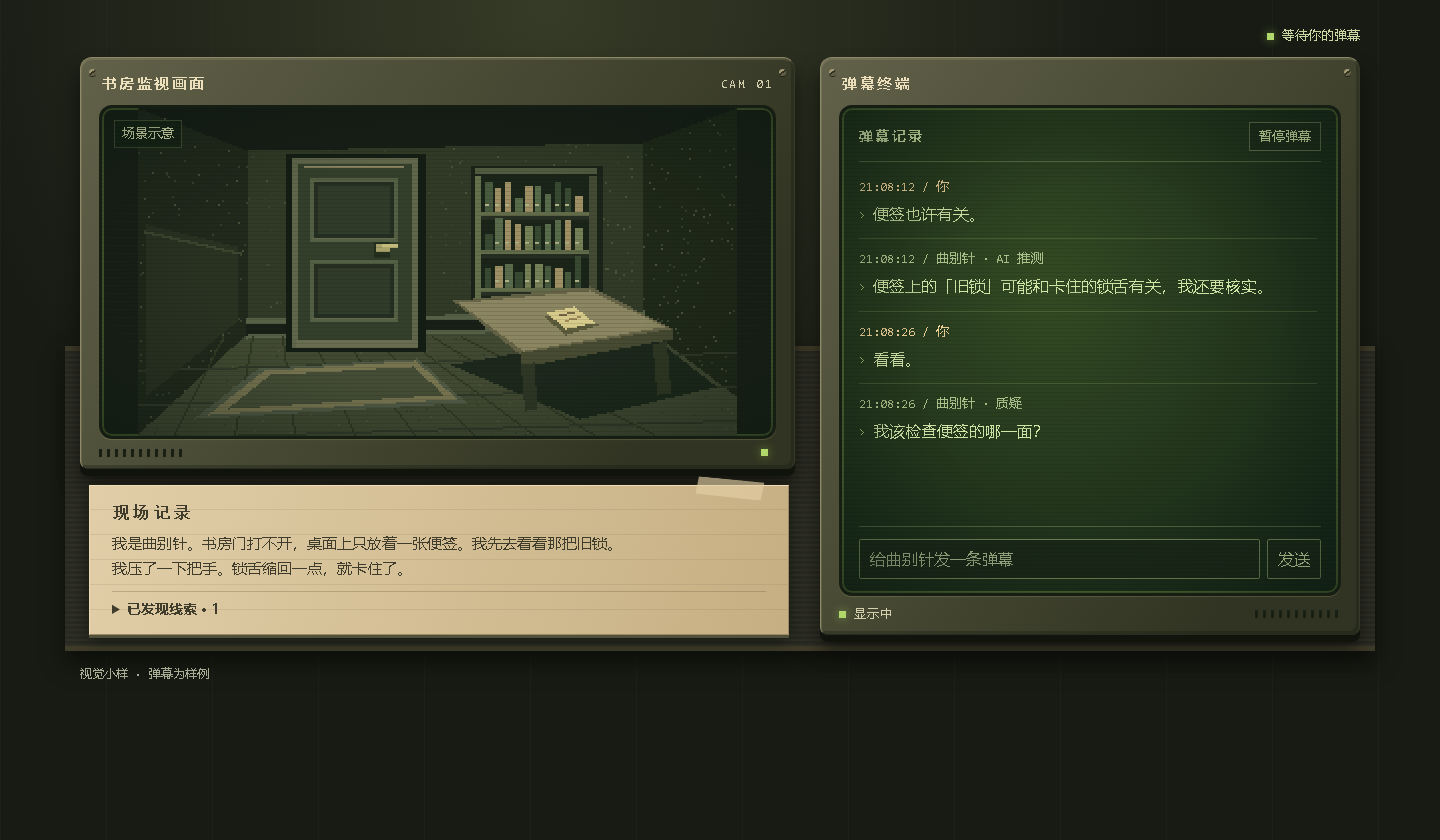 等待你的弹幕
书房监视画面
CAM 01
场景示意
现场记录
我是曲别针。书房门打不开，桌面上只放着一张便签。我先去看看那把旧锁。
我压了一下把手。锁舌缩回一点，就卡住了。
▶ 已发现线索 • 1
弹幕终端
弹幕记录
暂停弹幕
21:08:12 / 你
› 便签也许有关。
21:08:12 / 曲别针 · AI 推测
› 便签上的「旧锁」可能和卡住的锁舌有关，我还要核实。
21:08:26 / 你
› 看看。
21:08:26 / 曲别针 · 质疑
› 我该检查便签的哪一面？
给曲别针发一条弹幕
发送
显示中
视觉小样 · 弹幕为样例